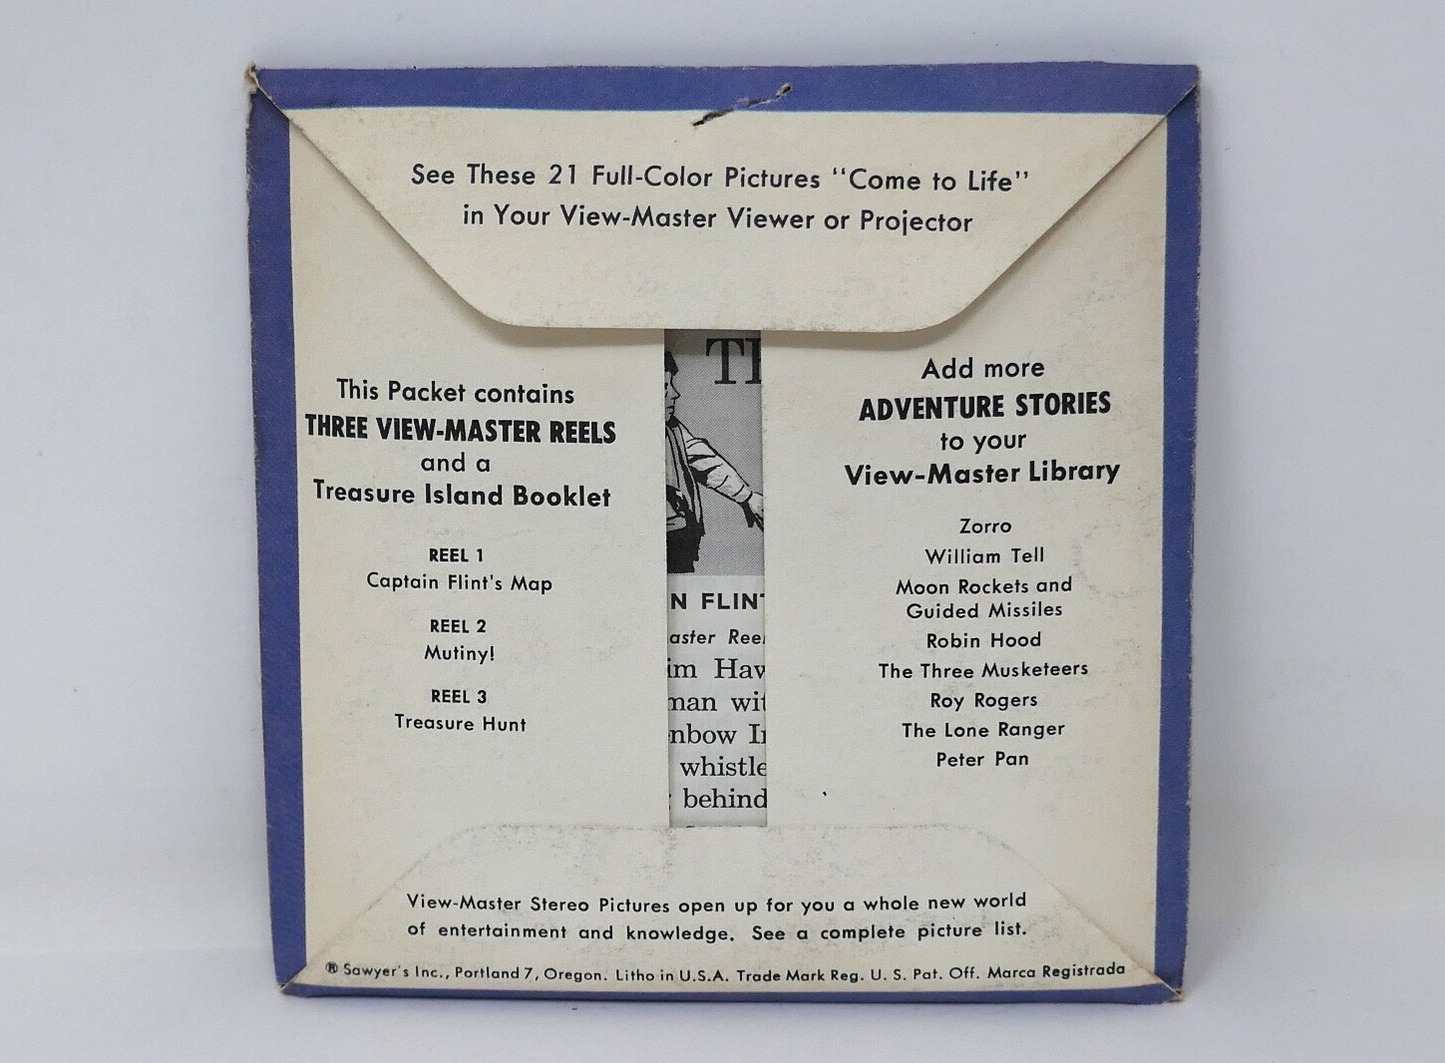 See These 21 Full-Color Pictures “Come to Life”
in Your View-Master Viewer or Projector
This Packet contains
THREE VIEW-MASTER REELS
and a
Treasure Island Booklet
REEL 1
Captain Flint's Map
REEL 2
Mutiny!
REEL 3
Treasure Hunt
N FLINT
aster Reel
im Haw
man wit
nbow In
whistle
behind
Add more
ADVENTURE STORIES
to your
View-Master Library
Zorro
William Tell
Moon Rockets and
Guided Missiles
Robin Hood
The Three Musketeers
Roy Rogers
The Lone Ranger
Peter Pan
View-Master Stereo Pictures open up for you a whole new world
of entertainment and knowledge. See a complete picture list.
® Sawyer's Inc., Portland 7, Oregon. Litho in U.S.A. Trade Mark Reg. U. S. Pat. Off. Marca Registrada